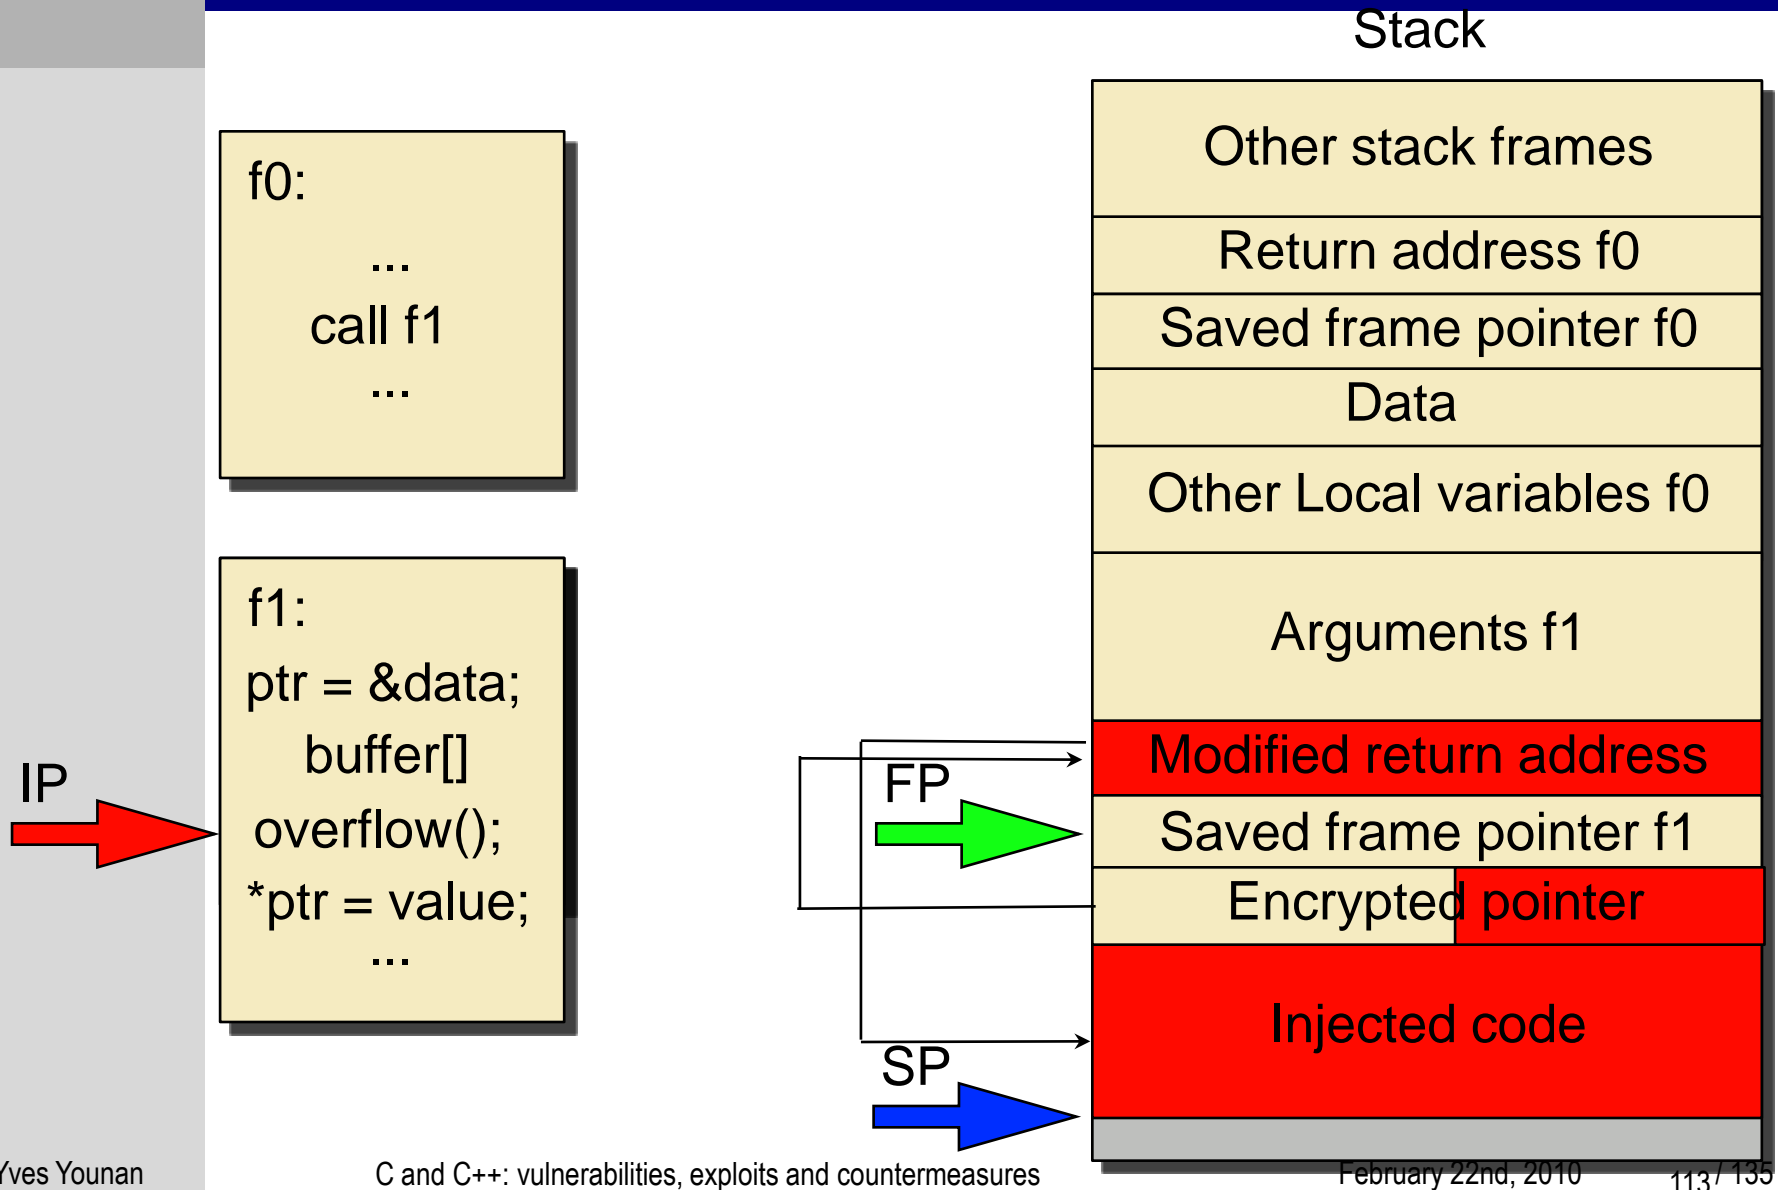 Stack
f0:
...
call f1
...
f1:
ptr = &data;
buffer[]
overflow();
*ptr = value;
...
IP
FP
SP
Other stack frames
Return address f0
Saved frame pointer f0
Data
Other Local variables f0
Arguments f1
Modified return address
Saved frame pointer f1
Encrypted pointer
Injected code
Yves Younan
C and C++: vulnerabilities, exploits and countermeasures
February 22nd, 2010
113 / 135